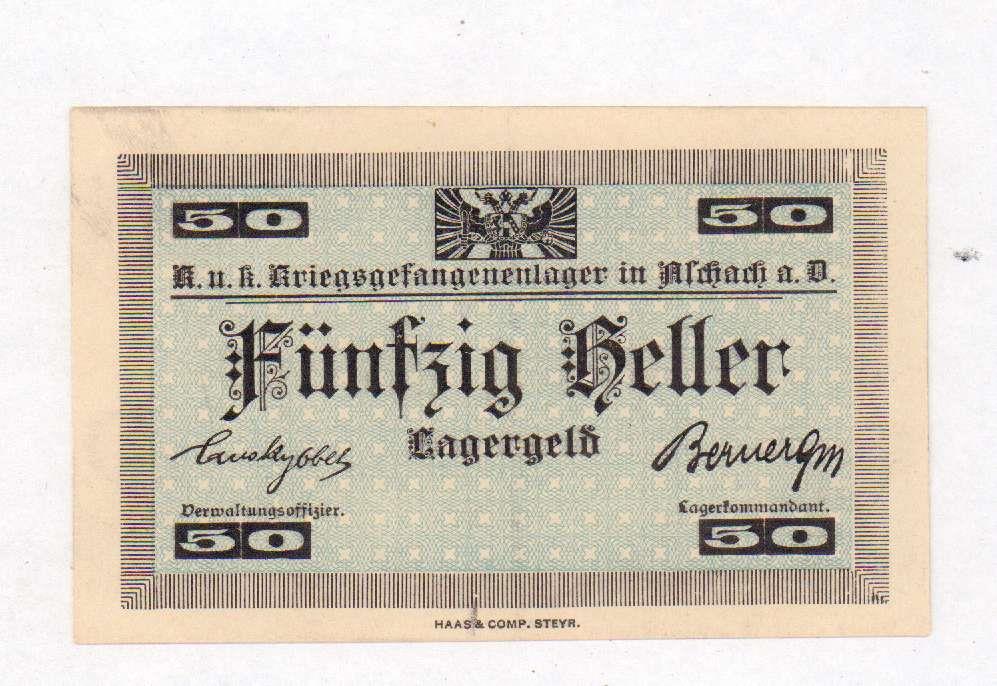 50 50
K. u. k. Kriegsgefangenenlager in Aschach a. D.
Fünfzig Heller
Lagergeld
Verwaltungsoffizier. Lagerkommandant.
50 50
HAAS & COMP. STEYR.